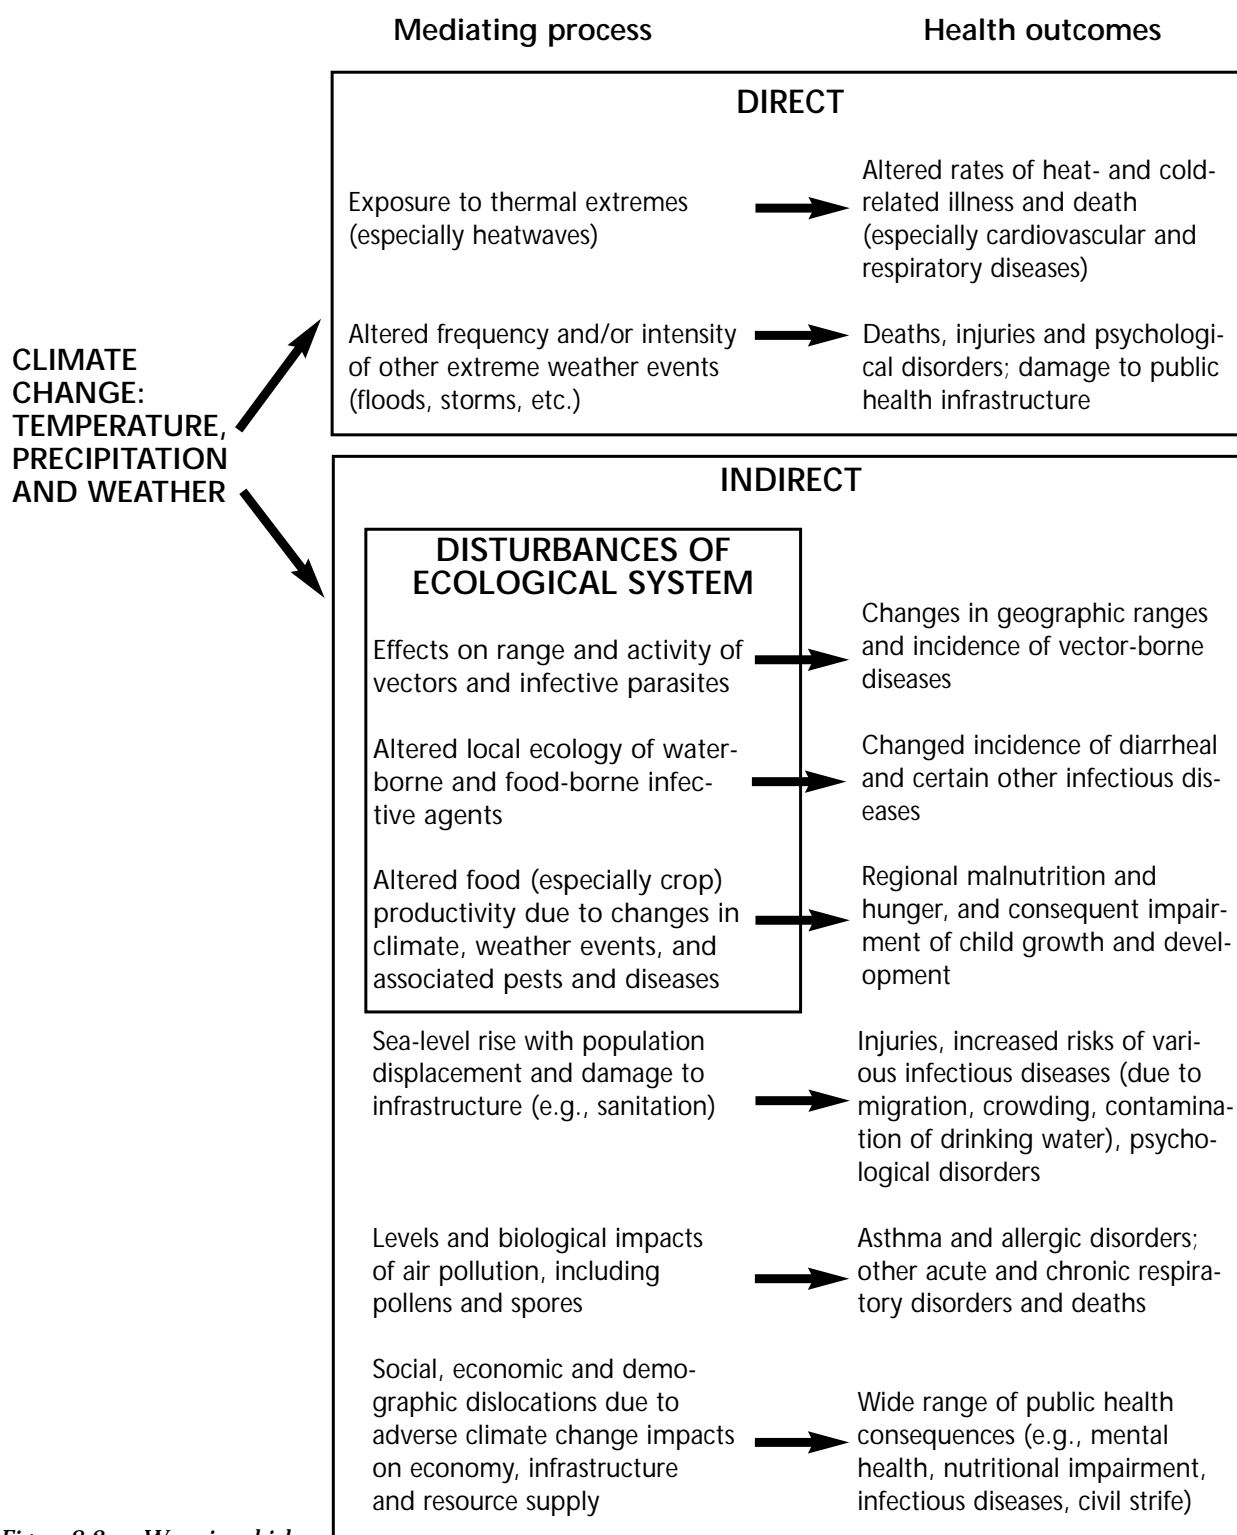 Mediating process
Health outcomes
DIRECT
Exposure to thermal extremes
(especially heatwaves)
Altered rates of heat- and cold-
related illness and death
(especially cardiovascular and
respiratory diseases)
Altered frequency and/or intensity
of other extreme weather events
(floods, storms, etc.)
Deaths, injuries and psychologi-
cal disorders; damage to public
health infrastructure
CLIMATE
CHANGE:
TEMPERATURE,
PRECIPITATION
AND WEATHER
INDIRECT
DISTURBANCES OF
ECOLOGICAL SYSTEM
Effects on range and activity of
vectors and infective parasites
Changes in geographic ranges
and incidence of vector-borne
diseases
Altered local ecology of water-
borne and food-borne infec-
tive agents
Changed incidence of diarrheal
and certain other infectious dis-
eases
Altered food (especially crop)
productivity due to changes in
climate, weather events, and
associated pests and diseases
Regional malnutrition and
hunger, and consequent impair-
ment of child growth and devel-
opment
Sea-level rise with population
displacement and damage to
infrastructure (e.g., sanitation)
Injuries, increased risks of vari-
ous infectious diseases (due to
migration, crowding, contamina-
tion of drinking water), psycho-
logical disorders
Levels and biological impacts
of air pollution, including
pollens and spores
Asthma and allergic disorders;
other acute and chronic respira-
tory disorders and deaths
Social, economic and demo-
graphic dislocations due to
adverse climate change impacts
on economy, infrastructure
and resource supply
Wide range of public health
consequences (e.g., mental
health, nutritional impairment,
infectious diseases, civil strife)